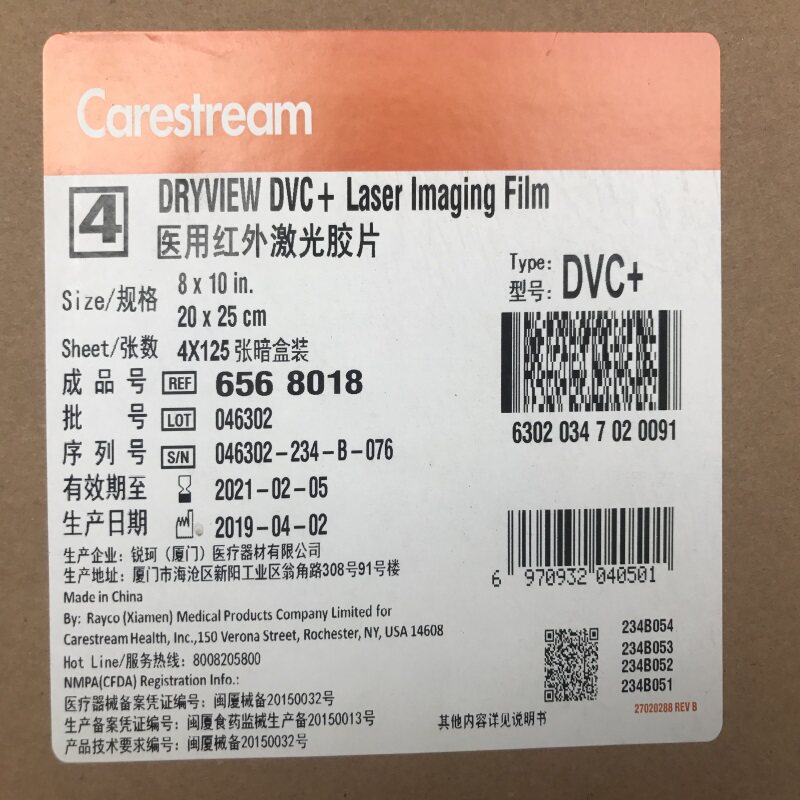 Carestream
4
DRYVIEW DVC+ Laser Imaging Film
医用红外激光胶片
Type:
型号: DVC+
Size/规格 8 x 10 in.
20 x 25 cm
Sheet/张数 4X125 张暗盒装
成品号 REF 656 8018
批号 LOT 046302
序列号 S/N 046302-234-B-076
有效期至 2021-02-05
生产日期 2019-04-02
6302 034 7 02 0091
生产企业: 锐珂（厦门）医疗器材有限公司
生产地址: 厦门市海沧区新阳工业区翁角路308号91号楼
Made in China
By: Rayco (Xiamen) Medical Products Company Limited for
Carestream Health, Inc.,150 Verona Street, Rochester, NY, USA 14608
Hot Line/服务热线: 8008205800
NMPA(CFDA) Registration Info.:
医疗器械备案凭证编号: 闽厦械备20150032号
生产备案凭证编号: 闽厦食药监械生产备20150013号
产品技术要求编号: 闽厦械备20150032号
6 970932 040501
234B054
234B053
234B052
234B051
其他内容详见说明书
27020288 REV B